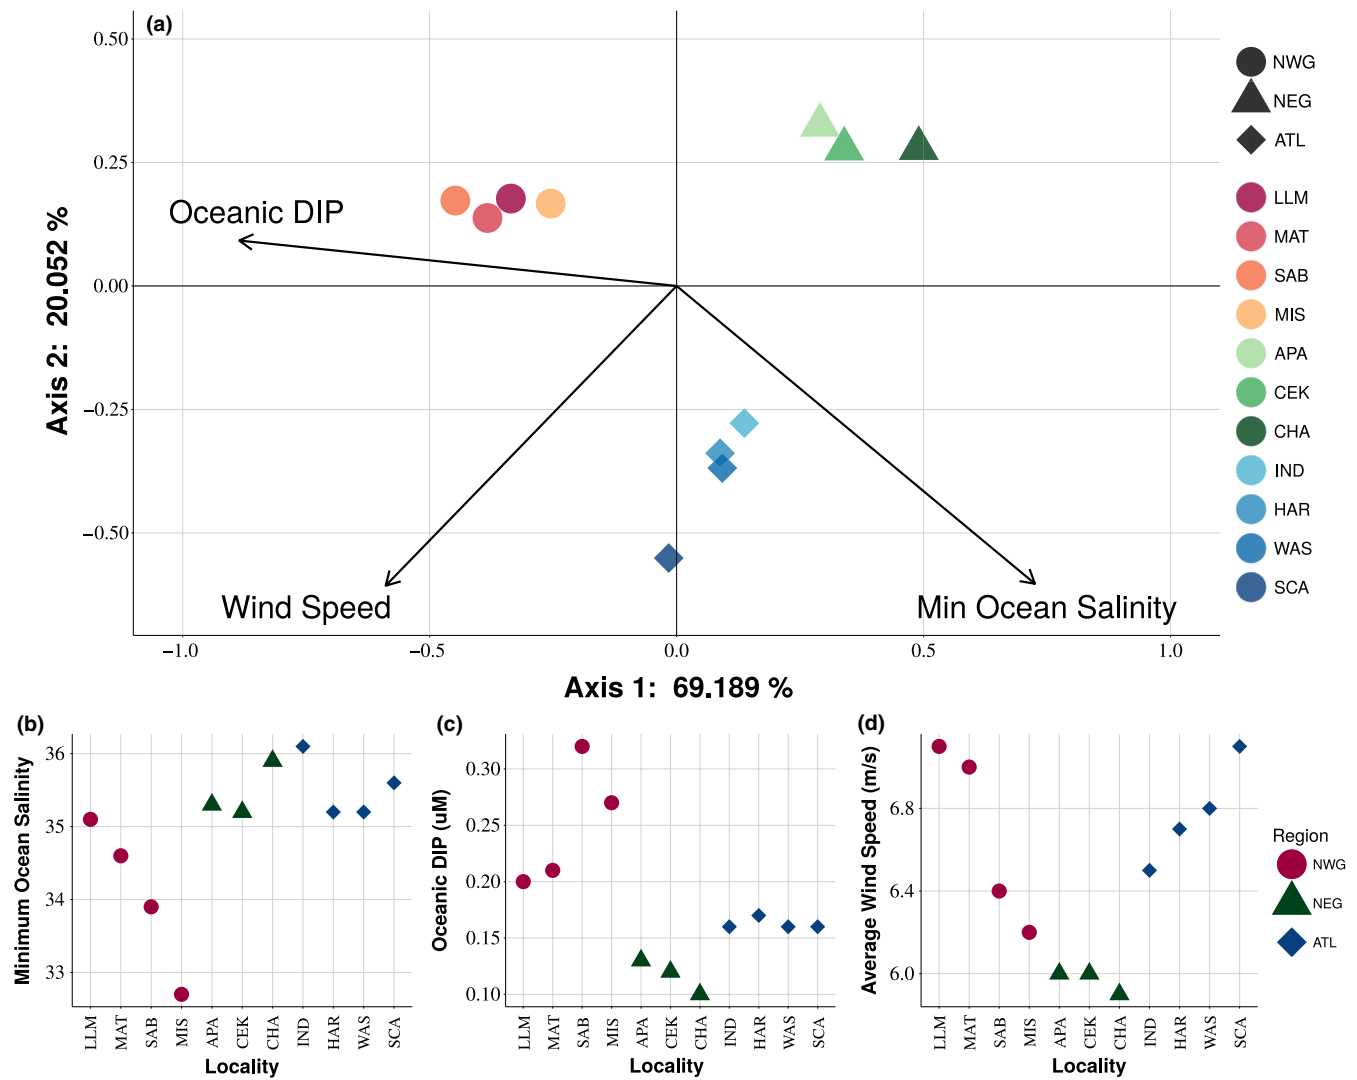 (a)
0.50
0.25
0.00
−0.25
−0.50
Axis 2: 20.052 %
Oceanic DIP
Wind Speed
Min Ocean Salinity
−1.0
−0.5
0.0
0.5
1.0
Axis 1: 69.189 %
NWG
NEG
ATL
LLM
MAT
SAB
MIS
APA
CEK
CHA
IND
HAR
WAS
SCA
(b)
Minimum Ocean Salinity
36
35
34
33
LLM
MAT
SAB
MIS
APA
CEK
CHA
IND
HAR
WAS
SCA
Locality
(c)
Oceanic DIP (uM)
0.30
0.25
0.20
0.15
0.10
LLM
MAT
SAB
MIS
APA
CEK
CHA
IND
HAR
WAS
SCA
Locality
(d)
Average Wind Speed (m/s)
6.8
6.4
6.0
LLM
MAT
SAB
MIS
APA
CEK
CHA
IND
HAR
WAS
SCA
Locality
Region
NWG
NEG
ATL